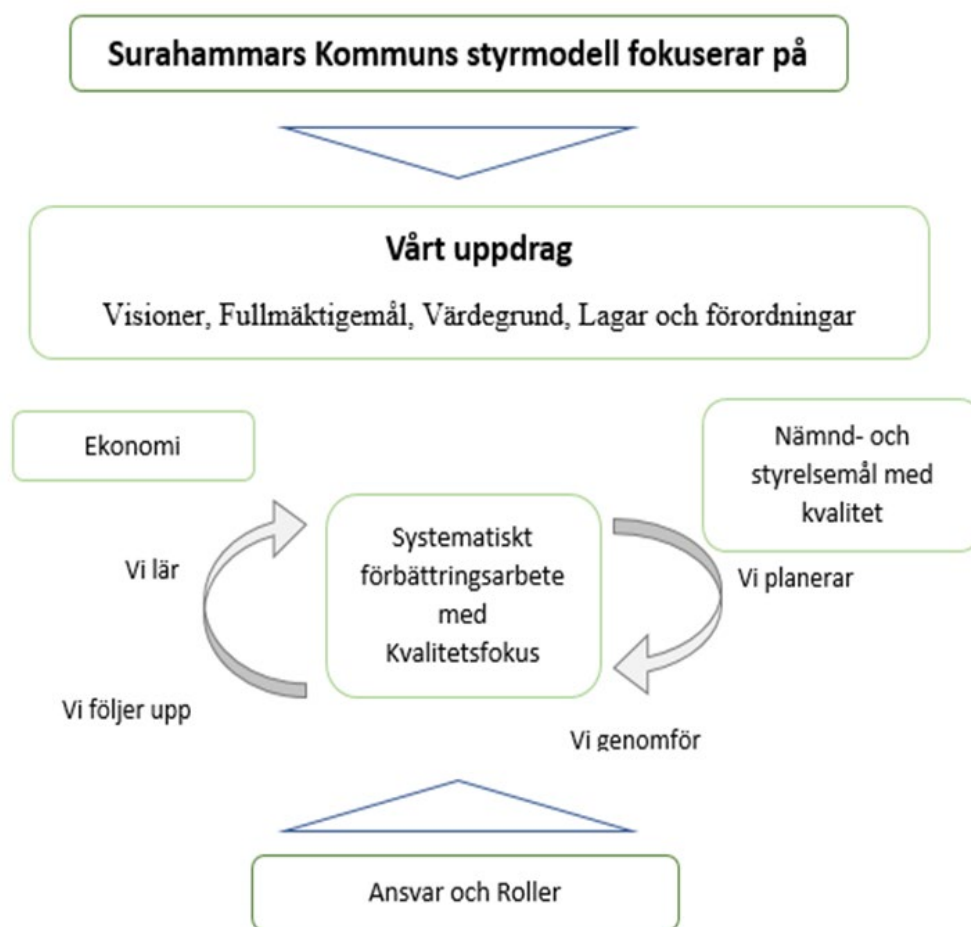 Surahammars Kommuns styrmodell fokuserar på
Vårt uppdrag
Visioner, Fullmäktigemål, Värdegrund, Lagar och förordningar
Ekonomi
Nämnd- och
styrelsemål med
kvalitet
Systematiskt
förbättringsarbete
med
Kvalitetsfokus
Vi lär
Vi planerar
Vi följer upp
Vi genomför
Ansvar och Roller